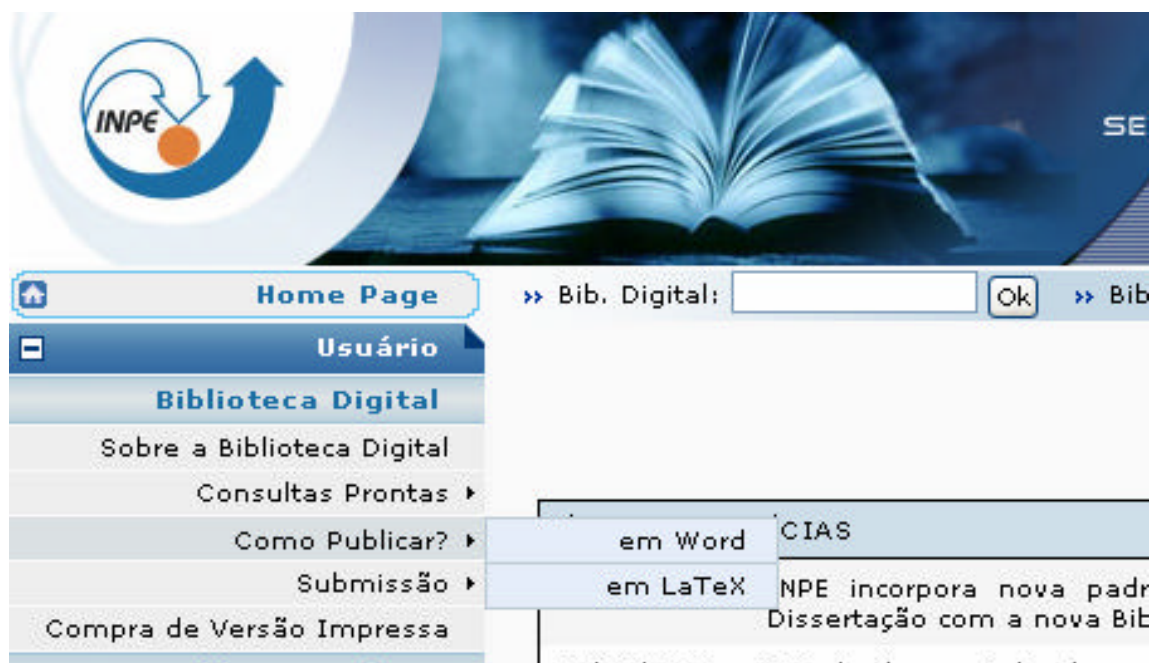 INPE
SE
Home Page
Bib. Digital:
Ok
Bib
Usuário
Biblioteca Digital
Sobre a Biblioteca Digital
Consultas Prontas
Como Publicar?
em Word
CIAS
Submissão
em LaTeX
NPE incorpora nova padr
Dissertação com a nova Bib
Compra de Versão Impressa